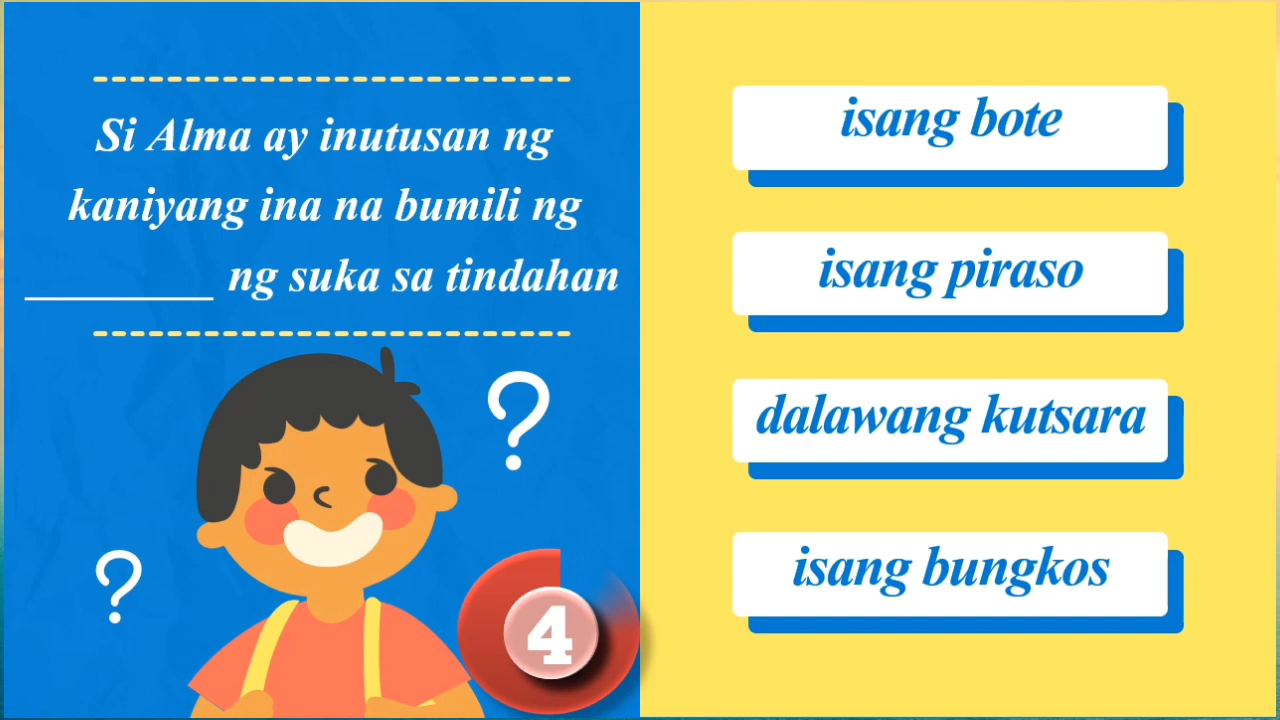 Si Alma ay inutusan ng
kaniyang ina na bumili ng
__________ ng suka sa tindahan
?
?
4
isang bote
isang piraso
dalawang kutsara
isang bungkos